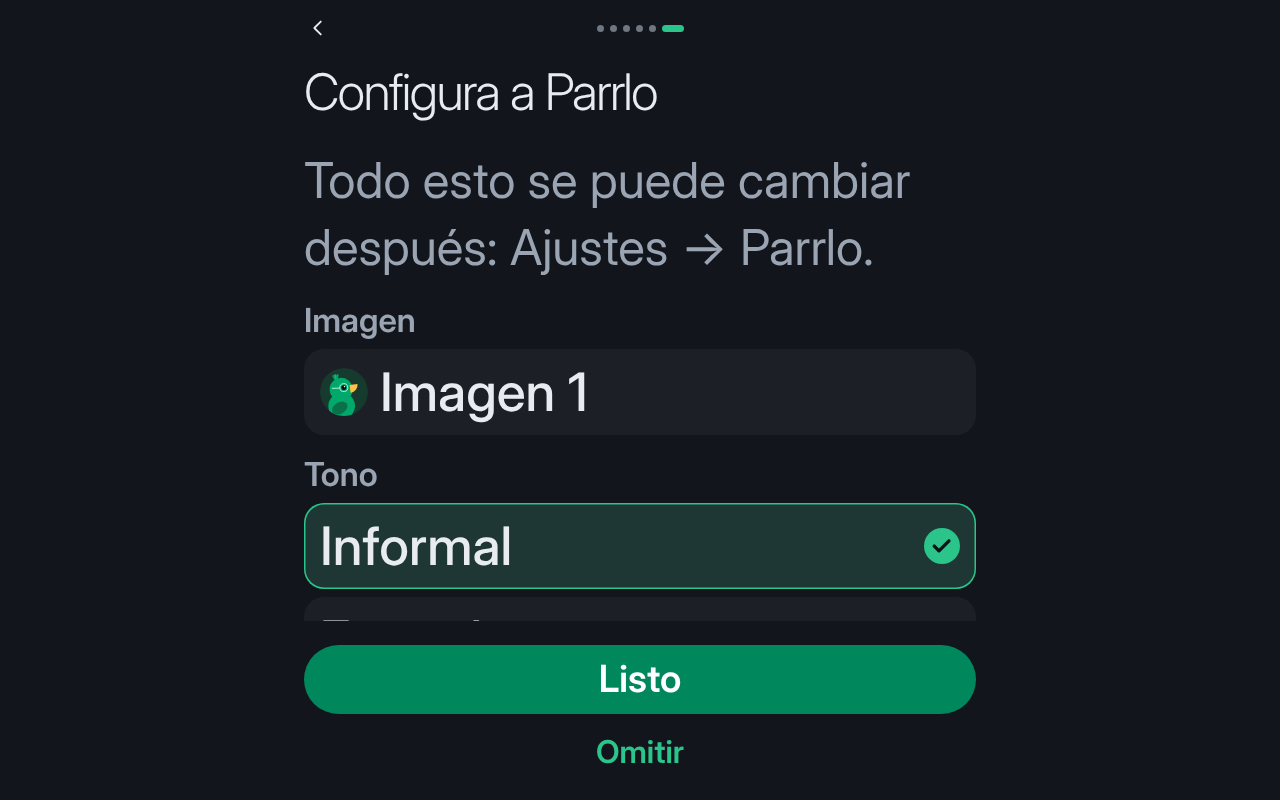 Configura a Parrlo
Todo esto se puede cambiar
después: Ajustes → Parrlo.
Imagen
Imagen 1
Tono
Informal
Listo
Omitir